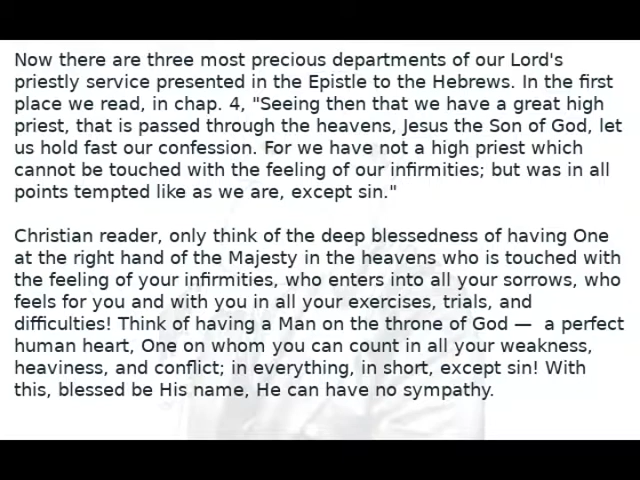 Now there are three most precious departments of our Lord's
priestly service presented in the Epistle to the Hebrews. In the first
place we read, in chap. 4, "Seeing then that we have a great high
priest, that is passed through the heavens, Jesus the Son of God, let
us hold fast our confession. For we have not a high priest which
cannot be touched with the feeling of our infirmities; but was in all
points tempted like as we are, except sin."
Christian reader, only think of the deep blessedness of having One
at the right hand of the Majesty in the heavens who is touched with
the feeling of your infirmities, who enters into all your sorrows, who
feels for you and with you in all your exercises, trials, and
difficulties! Think of having a Man on the throne of God — a perfect
human heart, One on whom you can count in all your weakness,
heaviness, and conflict; in everything, in short, except sin! With
this, blessed be His name, He can have no sympathy.